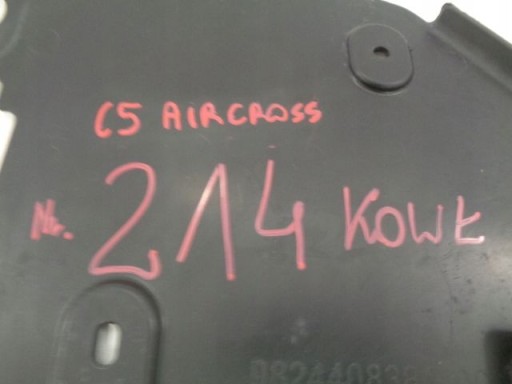 C5 AIRCROSS
Nr. 214 KOWŁ